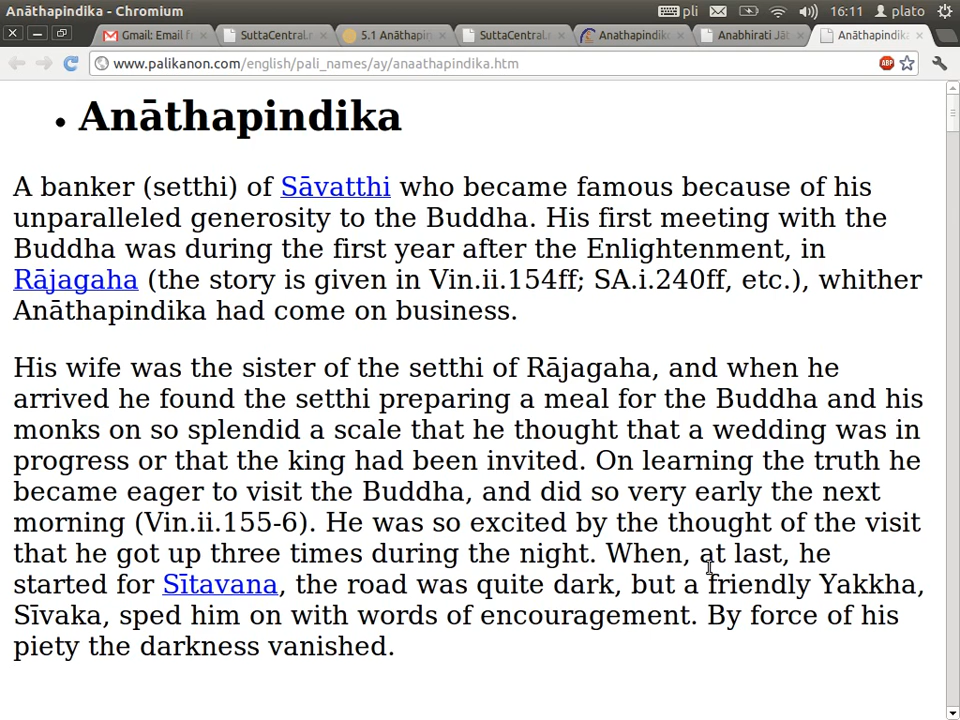 Anāthapindika - Chromium
pli
16:11
plato
Gmail: Email f
SuttaCentral.n
5.1 Anāthapin
SuttaCentral.
Anathapindik
Anabhirati Jāt
Anāthapindika
www.palikanon.com/english/pali_names/ay/anaathapindika.htm
ABP
• Anāthapindika
A banker (setthi) of Sāvatthi who became famous because of his
unparalleled generosity to the Buddha. His first meeting with the
Buddha was during the first year after the Enlightenment, in
Rājagaha (the story is given in Vin.ii.154ff; SA.i.240ff, etc.), whither
Anāthapindika had come on business.
His wife was the sister of the setthi of Rājagaha, and when he
arrived he found the setthi preparing a meal for the Buddha and his
monks on so splendid a scale that he thought that a wedding was in
progress or that the king had been invited. On learning the truth he
became eager to visit the Buddha, and did so very early the next
morning (Vin.ii.155-6). He was so excited by the thought of the visit
that he got up three times during the night. When, at last, he
started for Sītavana, the road was quite dark, but a friendly Yakkha,
Sīvaka, sped him on with words of encouragement. By force of his
piety the darkness vanished.